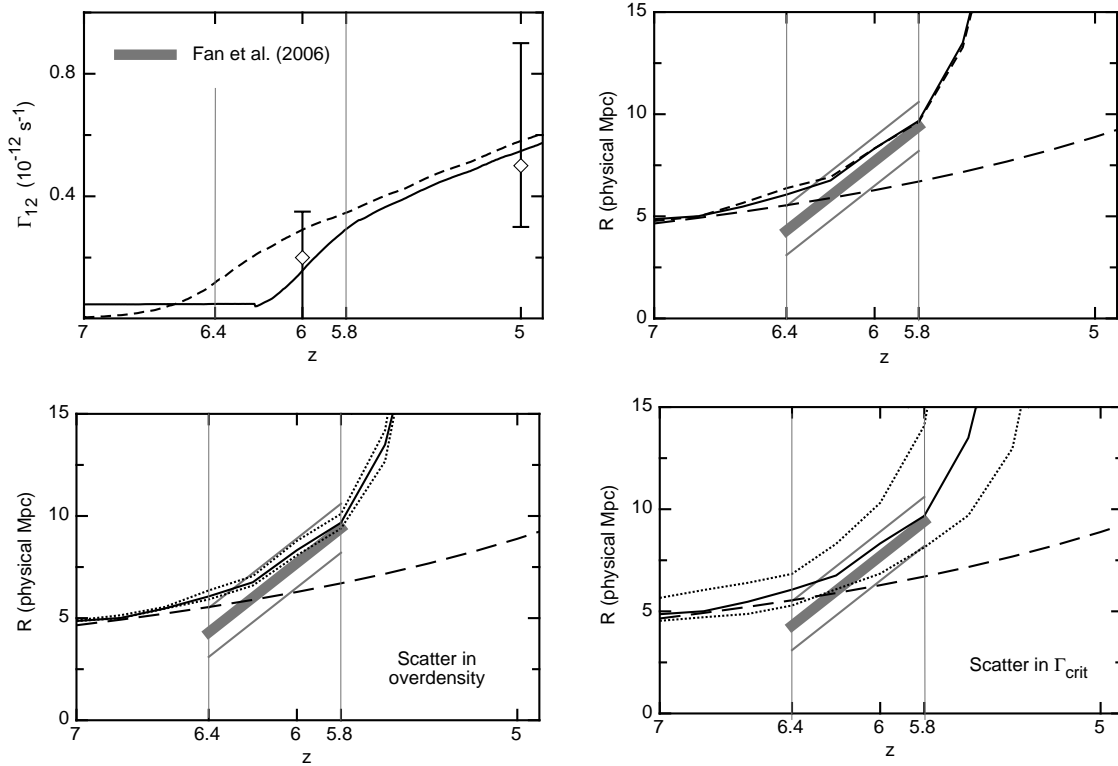 Fan et al. (2006)
0.8
0.4
Γ12 (10-12 s-1)
7
6.4
6
5.8
5
z
15
10
5
0
R (physical Mpc)
7
6.4
6
5.8
5
z
15
10
5
0
R (physical Mpc)
Scatter in
overdensity
7
6.4
6
5.8
5
z
15
10
5
0
R (physical Mpc)
Scatter in Γcrit
7
6.4
6
5.8
5
z